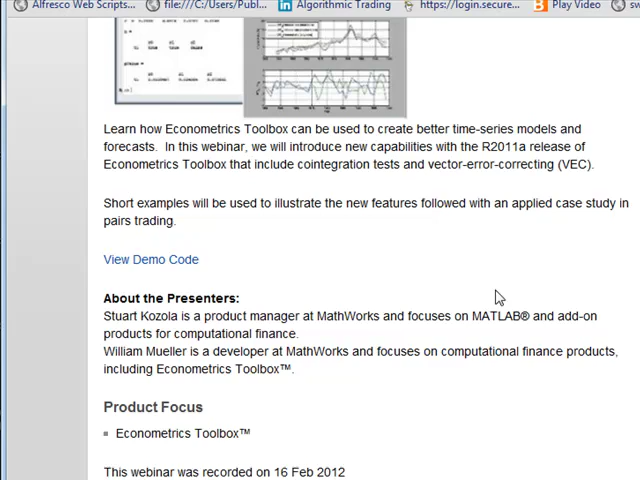 Alfresco Web Scripts... file:///C:/Users/Publ... Algorithmic Trading https://login.secure... Play Video
Learn how Econometrics Toolbox can be used to create better time-series models and
forecasts. In this webinar, we will introduce new capabilities with the R2011a release of
Econometrics Toolbox that include cointegration tests and vector-error-correcting (VEC).
Short examples will be used to illustrate the new features followed with an applied case study in
pairs trading.
View Demo Code
About the Presenters:
Stuart Kozola is a product manager at MathWorks and focuses on MATLAB® and add-on
products for computational finance.
William Mueller is a developer at MathWorks and focuses on computational finance products,
including Econometrics Toolbox™.
Product Focus
Econometrics Toolbox™
This webinar was recorded on 16 Feb 2012